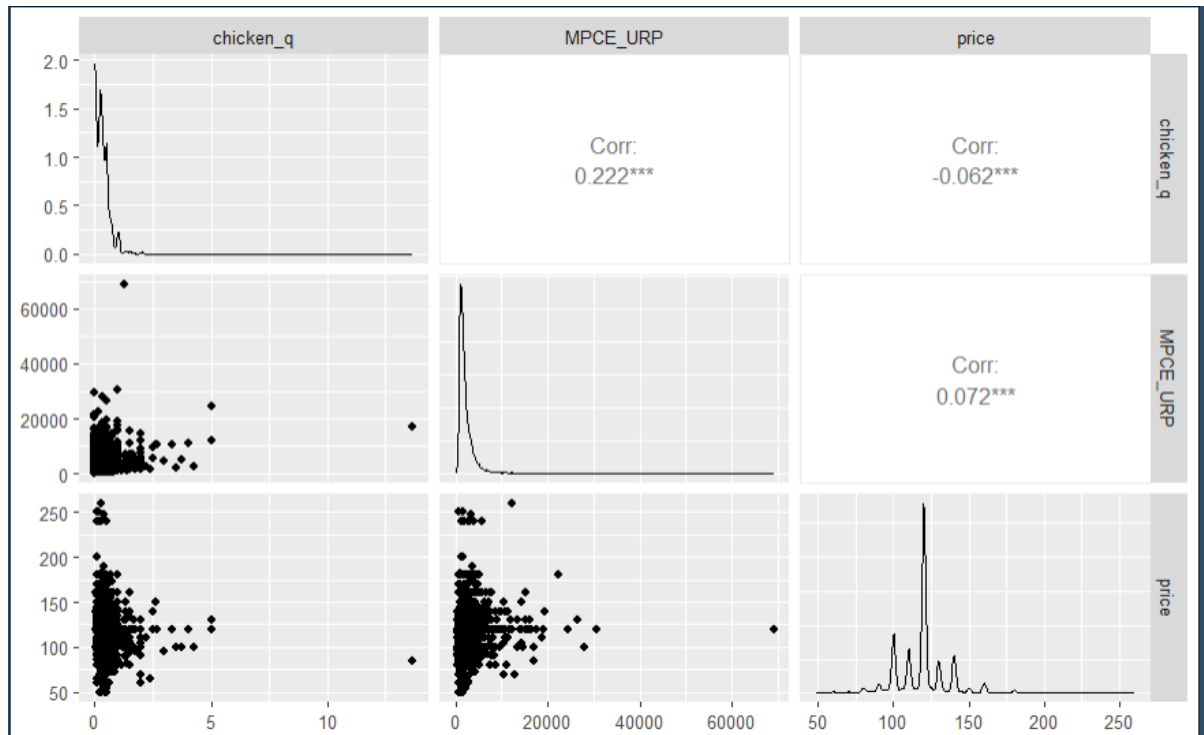 chicken_q
MPCE_URP
price
2.0
1.5
1.0
0.5
0.0
Corr:
0.222***
Corr:
-0.062***
chicken_q
60000
40000
20000
0
Corr:
0.072***
MPCE_URP
250
200
150
100
50
price
0 5 10
0 20000 40000 60000
50 100 150 200 250